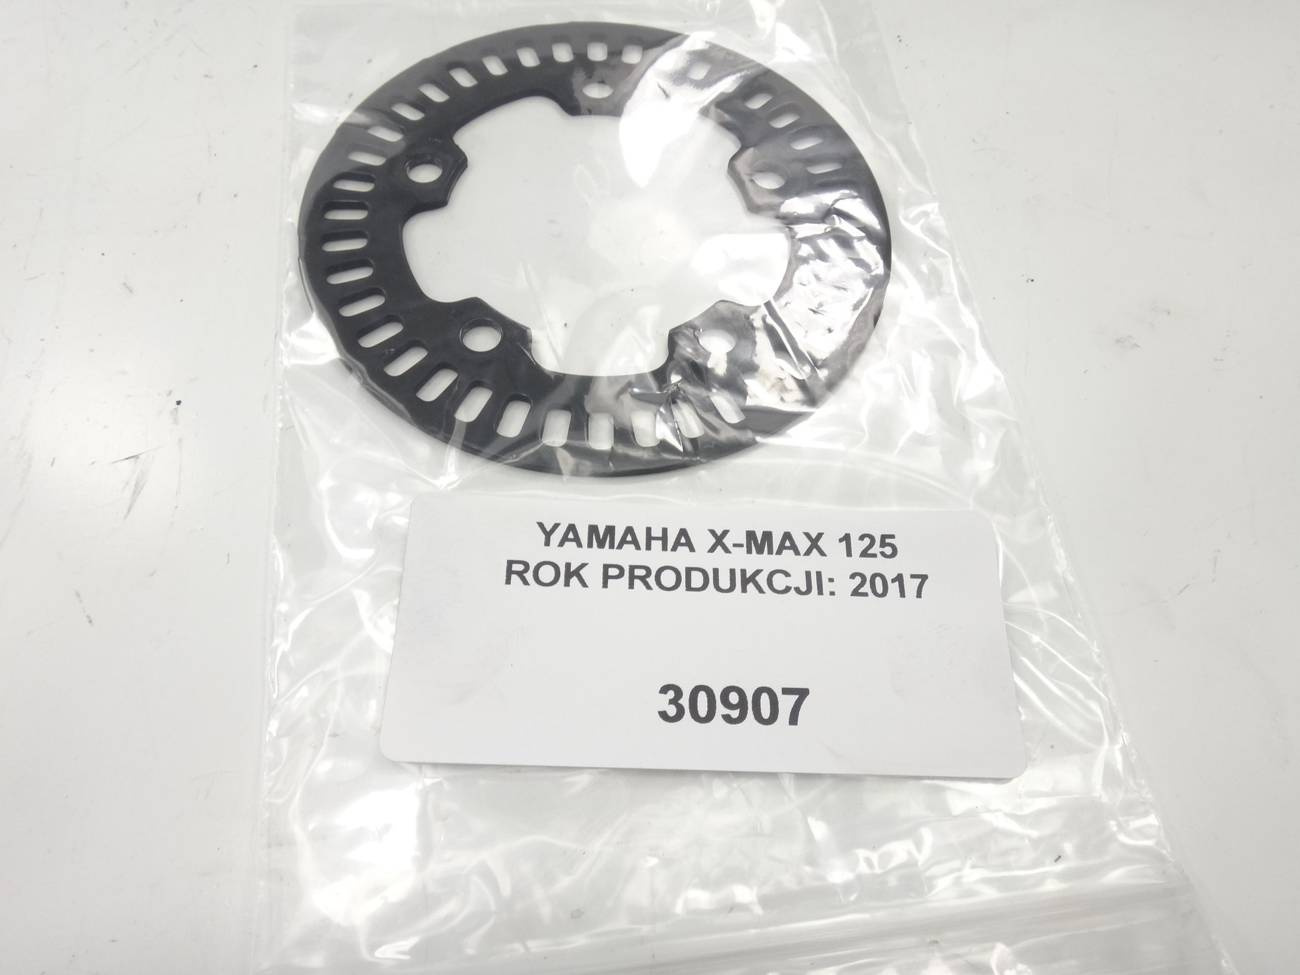 YAMAHA X-MAX 125
ROK PRODUKCJI: 2017
30907